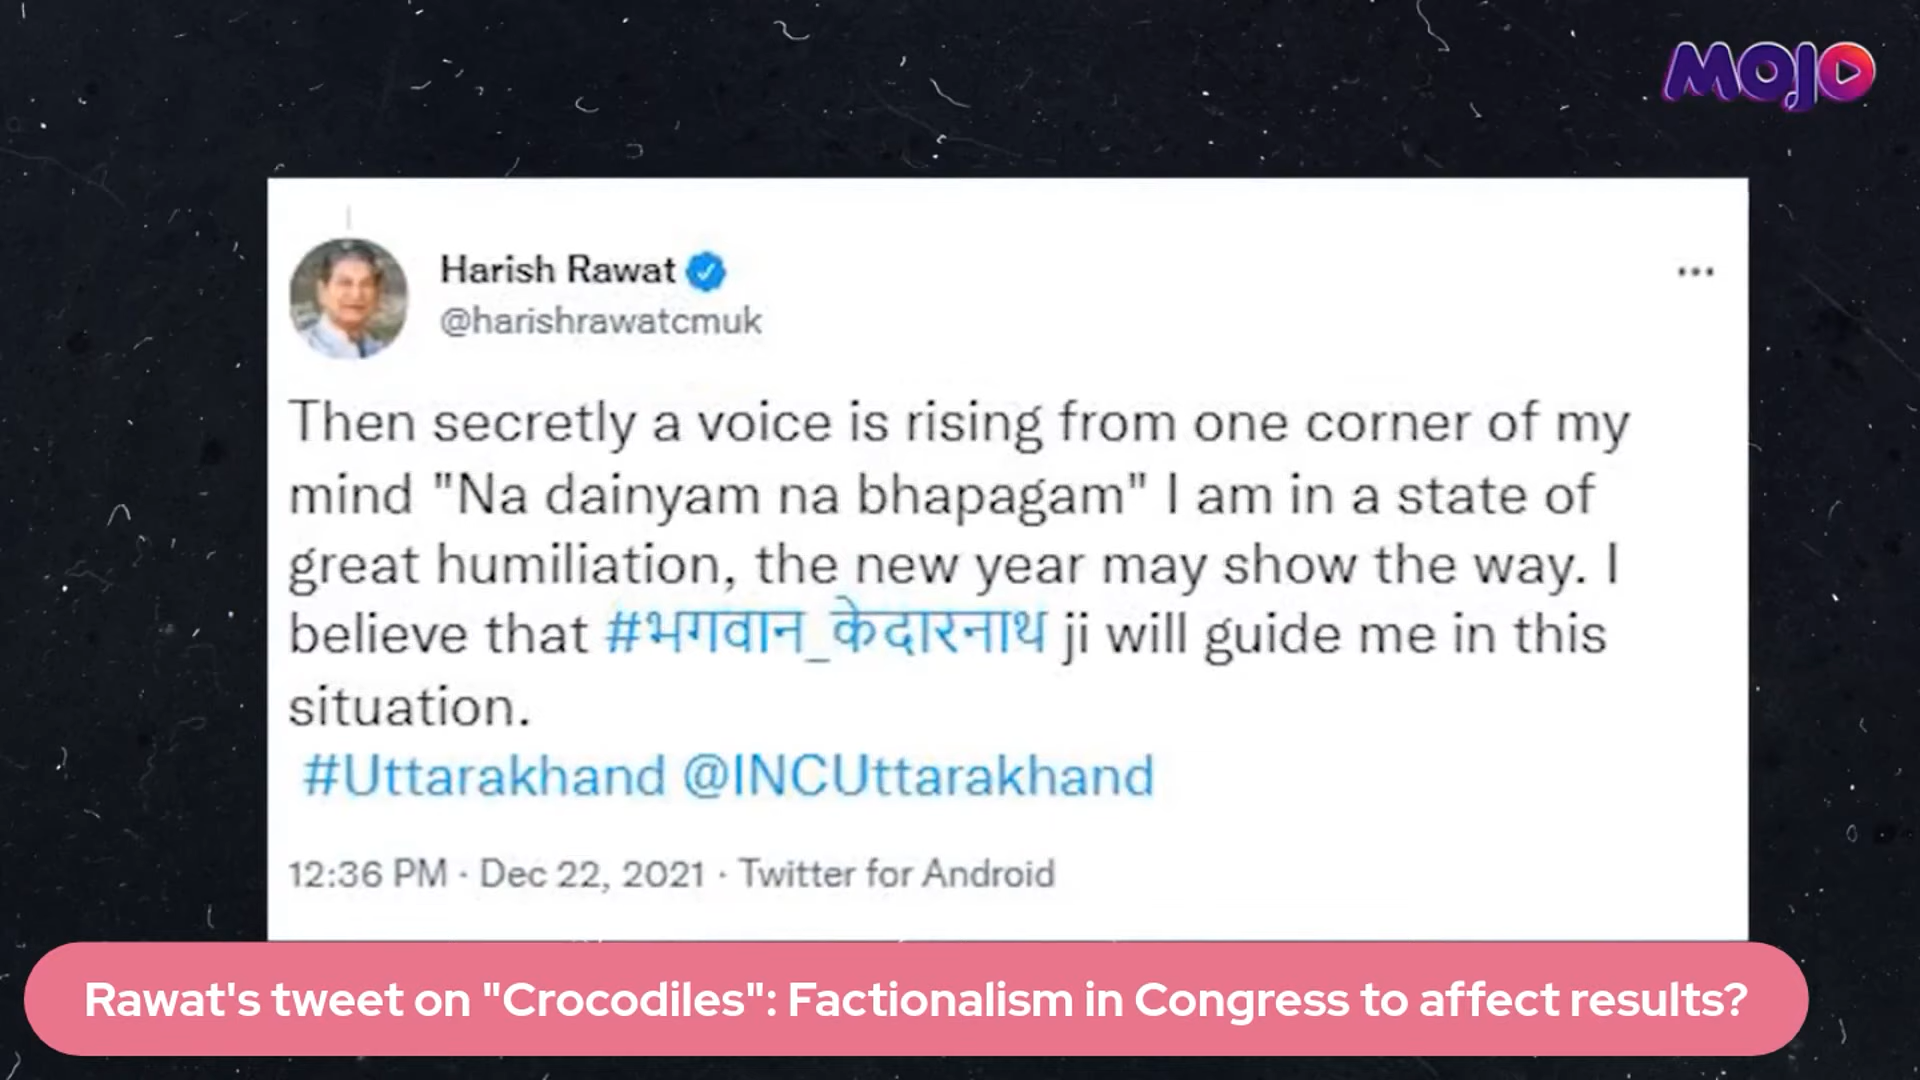 MOJO
Harish Rawat
@harishrawatcmuk
Then secretly a voice is rising from one corner of my
mind "Na dainyam na bhapagam" I am in a state of
great humiliation, the new year may show the way. I
believe that #भगवान_केदारनाथ ji will guide me in this
situation.
#Uttarakhand @INCUttarakhand
12:36 PM · Dec 22, 2021 · Twitter for Android
Rawat's tweet on "Crocodiles": Factionalism in Congress to affect results?